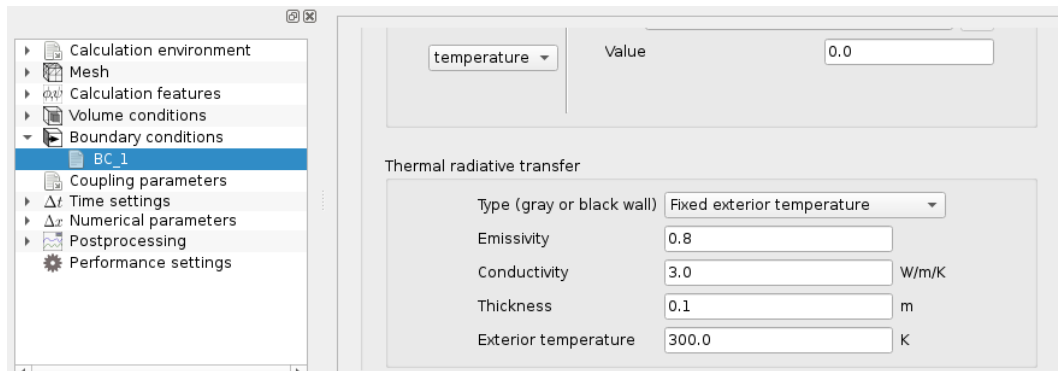 Calculation environment
Mesh
Calculation features
Volume conditions
Boundary conditions
BC_1
Coupling parameters
Δt Time settings
Δx Numerical parameters
Postprocessing
Performance settings
temperature
Value 0.0
Thermal radiative transfer
Type (gray or black wall) Fixed exterior temperature
Emissivity 0.8
Conductivity 3.0 W/m/K
Thickness 0.1 m
Exterior temperature 300.0 K